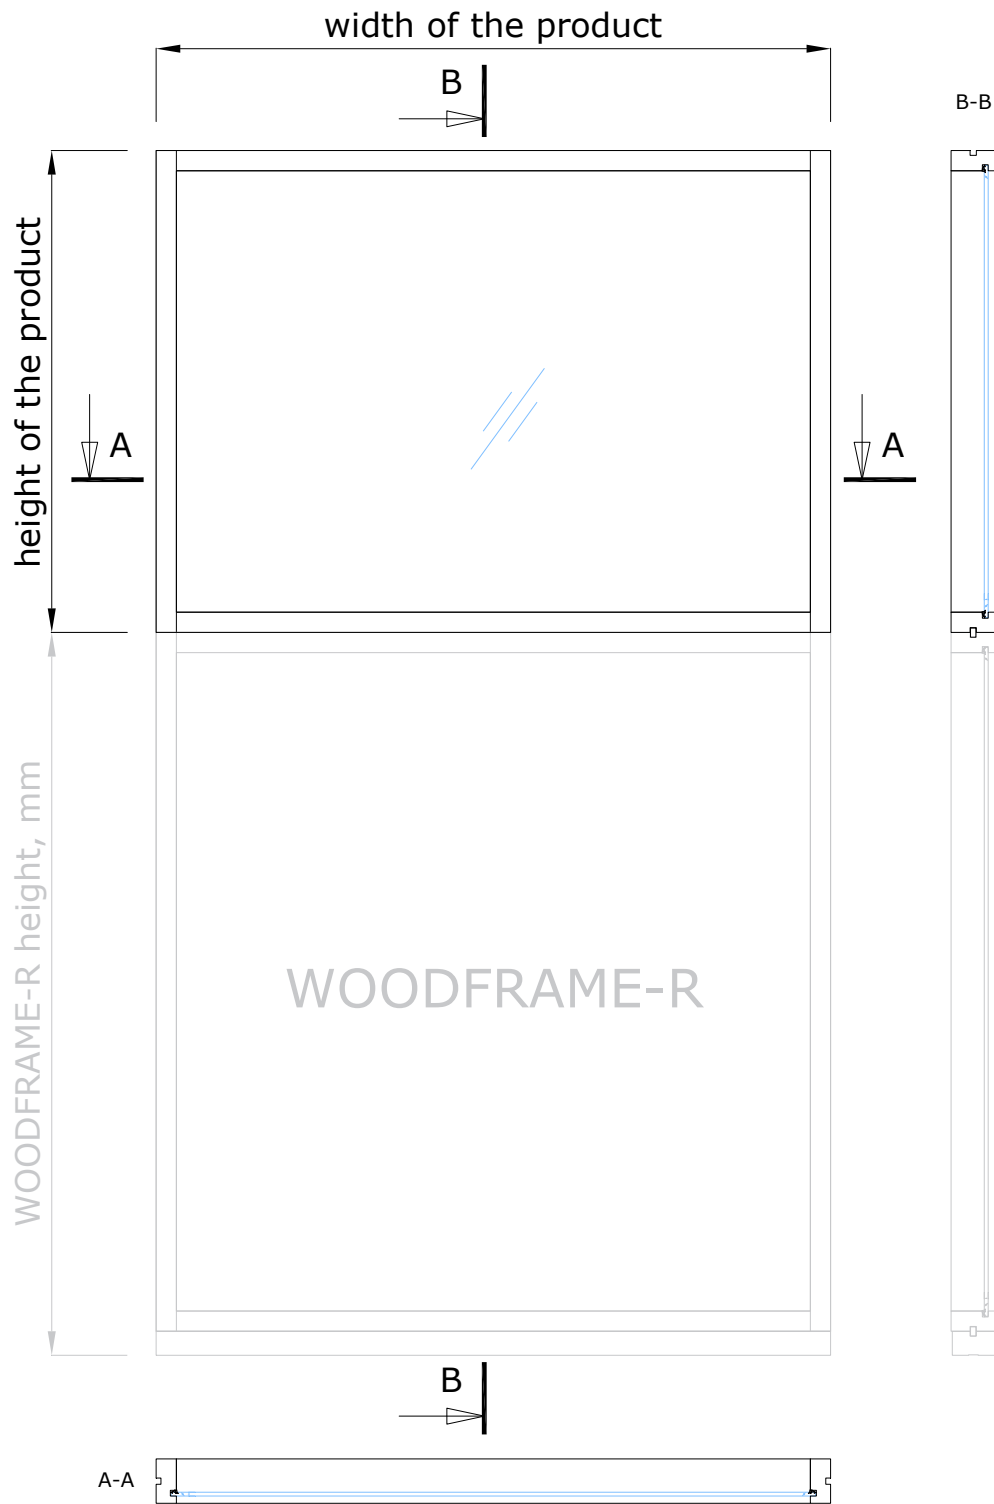 width of the product
B
B-B
height of the product
A
A
WOODFRAME-R height, mm
WOODFRAME-R
B
A-A